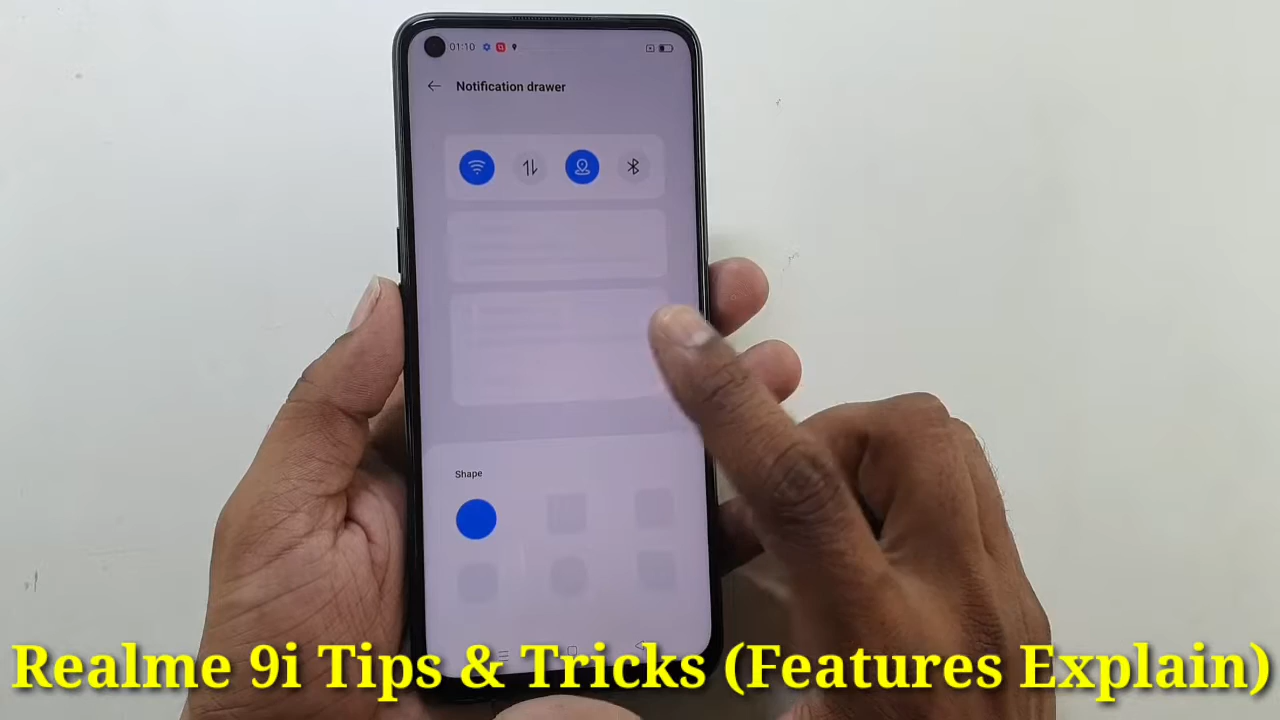 01:10
Notification drawer
Shape
Realme 9i Tips & Tricks (Features Explain)